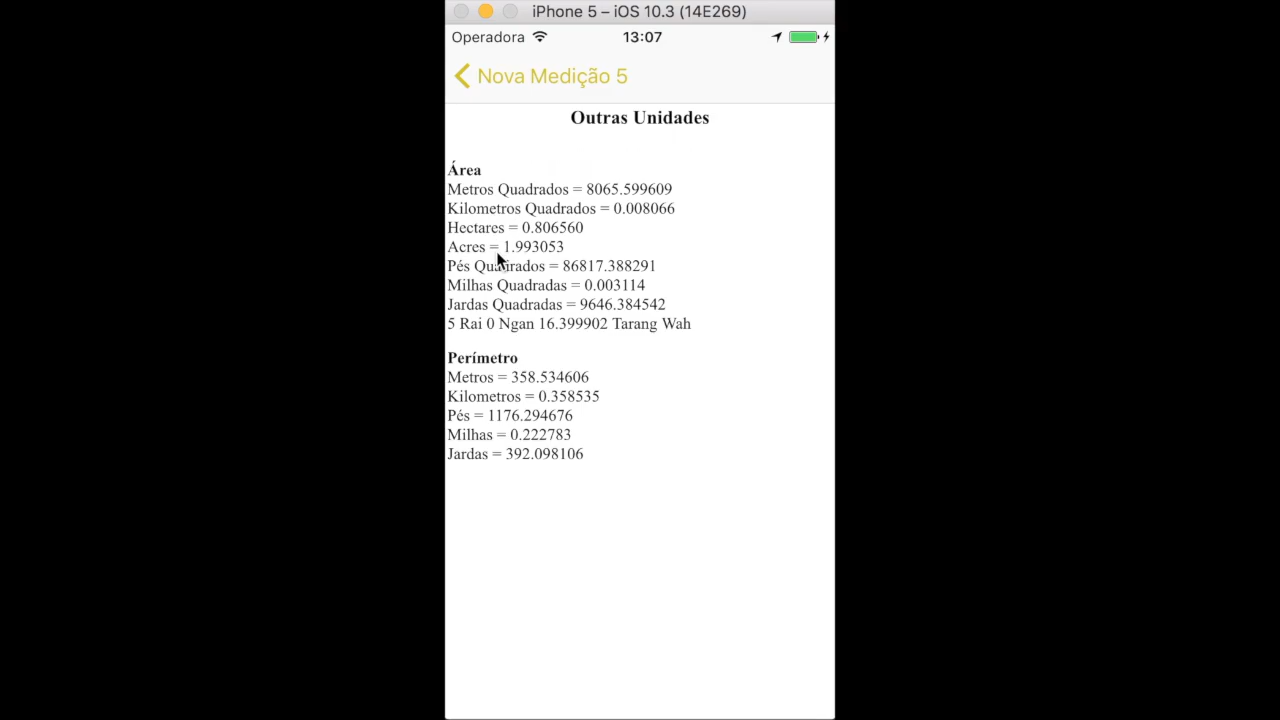 iPhone 5 – iOS 10.3 (14E269)
Operadora 13:07
Nova Medição 5
Outras Unidades
Área
Metros Quadrados = 8065.599609
Kilometros Quadrados = 0.008066
Hectares = 0.806560
Acres = 1.993053
Pés Quadrados = 86817.388291
Milhas Quadradas = 0.003114
Jardas Quadradas = 9646.384542
5 Rai 0 Ngan 16.399902 Tarang Wah
Perímetro
Metros = 358.534606
Kilometros = 0.358535
Pés = 1176.294676
Milhas = 0.222783
Jardas = 392.098106